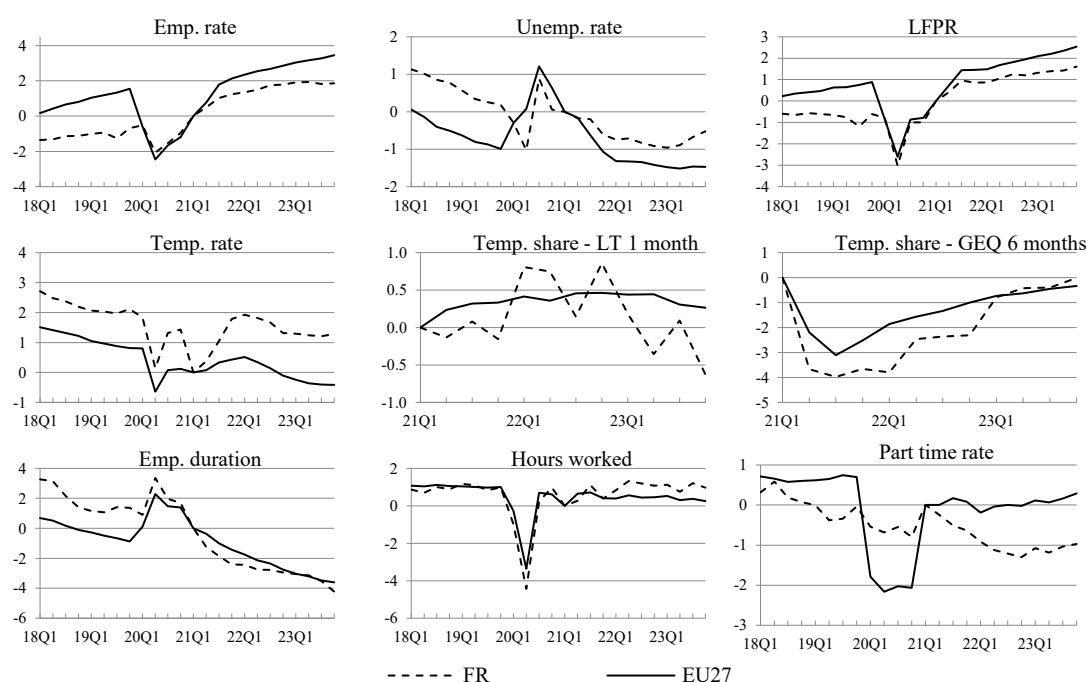 Emp. rate
4
2
0
-2
-4
18Q1 19Q1 20Q1 21Q1 22Q1 23Q1
Unemp. rate
2
1
0
-1
-2
18Q1 19Q1 20Q1 21Q1 22Q1 23Q1
LFPR
3
2
1
0
-1
-2
-3
-4
18Q1 19Q1 20Q1 21Q1 22Q1 23Q1
Temp. rate
4
3
2
1
0
-1
18Q1 19Q1 20Q1 21Q1 22Q1 23Q1
Temp. share - LT 1 month
1.0
0.5
0.0
-0.5
-1.0
21Q1 22Q1 23Q1
Temp. share - GEQ 6 months
1
0
-1
-2
-3
-4
-5
21Q1 22Q1 23Q1
Emp. duration
4
2
0
-2
-4
-6
18Q1 19Q1 20Q1 21Q1 22Q1 23Q1
Hours worked
2
0
-2
-4
-6
18Q1 19Q1 20Q1 21Q1 22Q1 23Q1
Part time rate
1
0
-1
-2
-3
18Q1 19Q1 20Q1 21Q1 22Q1 23Q1
FR EU27